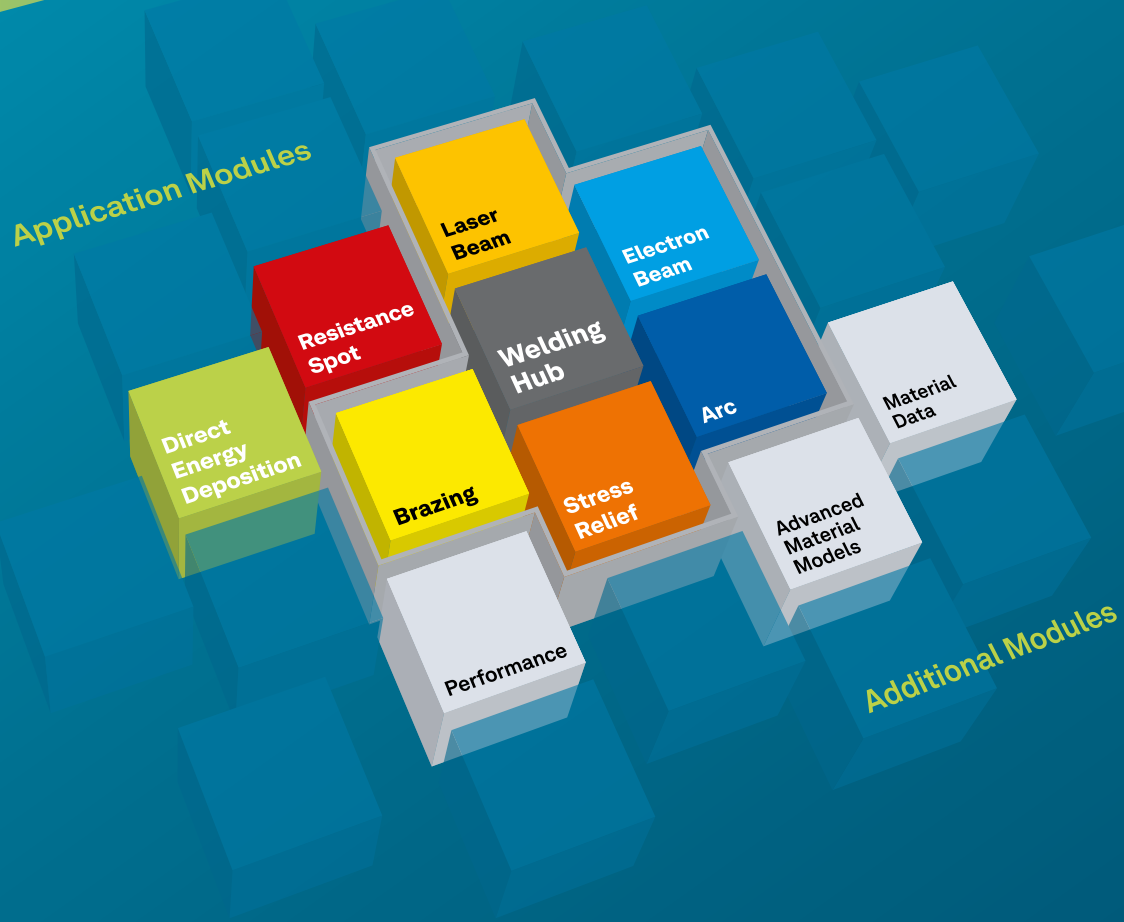 Application Modules
Laser
Beam
Electron
Beam
Resistance
Spot
Welding
Hub
Arc
Material
Data
Direct
Energy
Deposition
Brazing
Stress
Relief
Advanced
Material
Models
Performance
Additional Modules